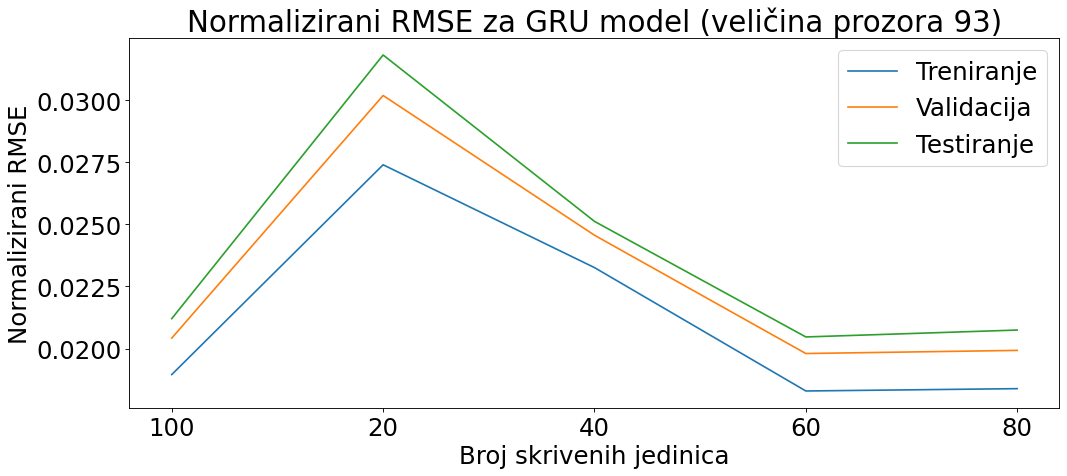 Normalizirani RMSE za GRU model (veličina prozora 93)
Treniranje
Validacija
Testiranje
Normalizirani RMSE
0.0300
0.0275
0.0250
0.0225
0.0200
100 20 40 60 80
Broj skrivenih jedinica